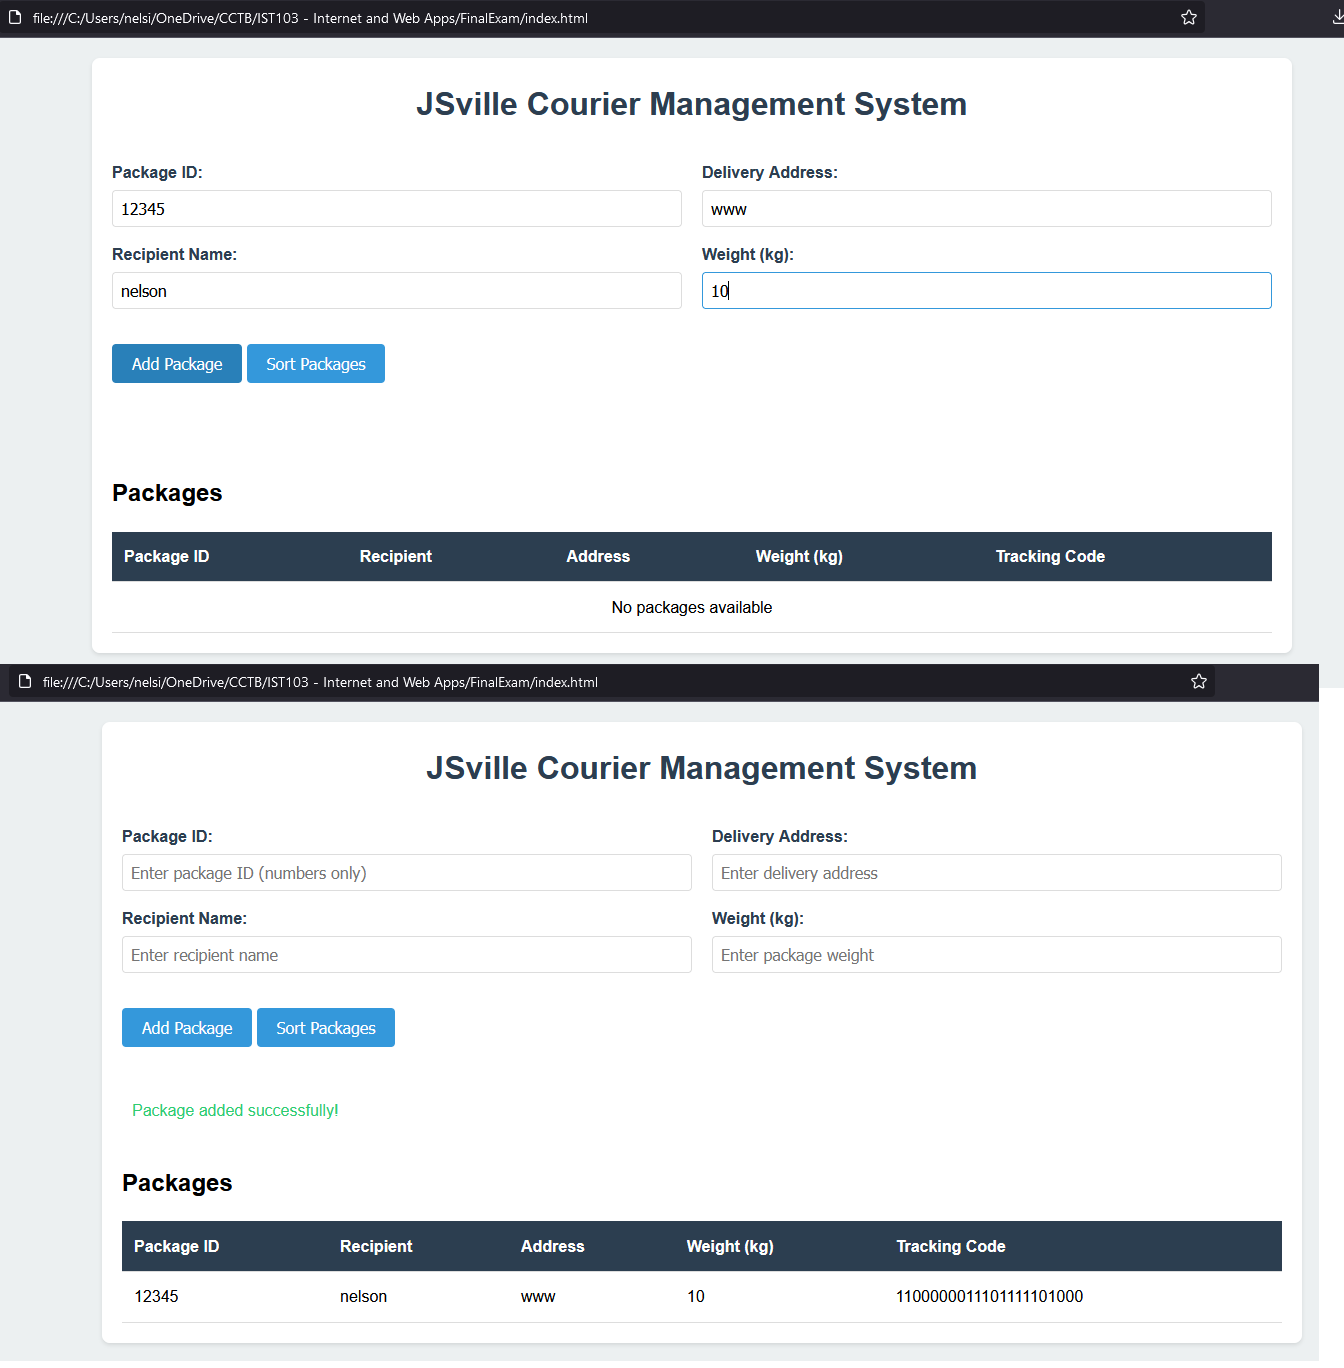 file:///C:/Users/nelsi/OneDrive/CCTB/IST103 - Internet and Web Apps/FinalExam/index.html
JSville Courier Management System
Package ID:
Delivery Address:
12345
www
Recipient Name:
Weight (kg):
nelson
10
Add Package
Sort Packages
Packages
Package ID Recipient Address Weight (kg) Tracking Code
No packages available
file:///C:/Users/nelsi/OneDrive/CCTB/IST103 - Internet and Web Apps/FinalExam/index.html
JSville Courier Management System
Package ID:
Delivery Address:
Enter package ID (numbers only)
Enter delivery address
Recipient Name:
Weight (kg):
Enter recipient name
Enter package weight
Add Package
Sort Packages
Package added successfully!
Packages
Package ID Recipient Address Weight (kg) Tracking Code
12345 nelson www 10 1100000011101111101000